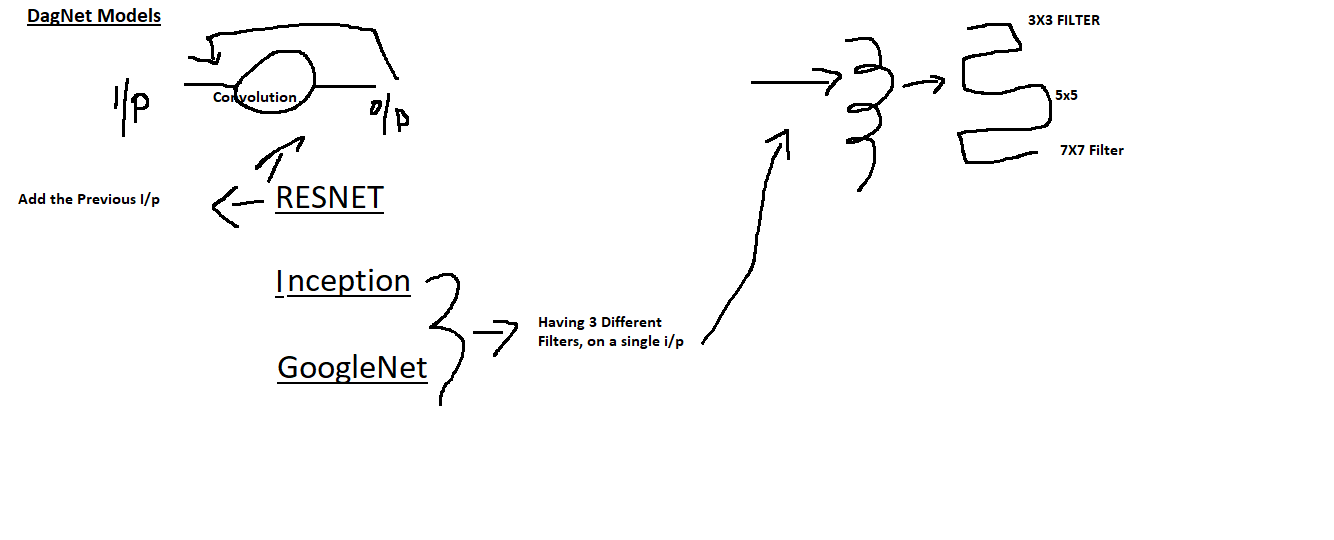 DagNet Models
3X3 FILTER
I/P
Convolution
O/P
5x5
7X7 Filter
Add the Previous I/p
RESNET
Inception
GoogleNet
Having 3 Different
Filters, on a single i/p